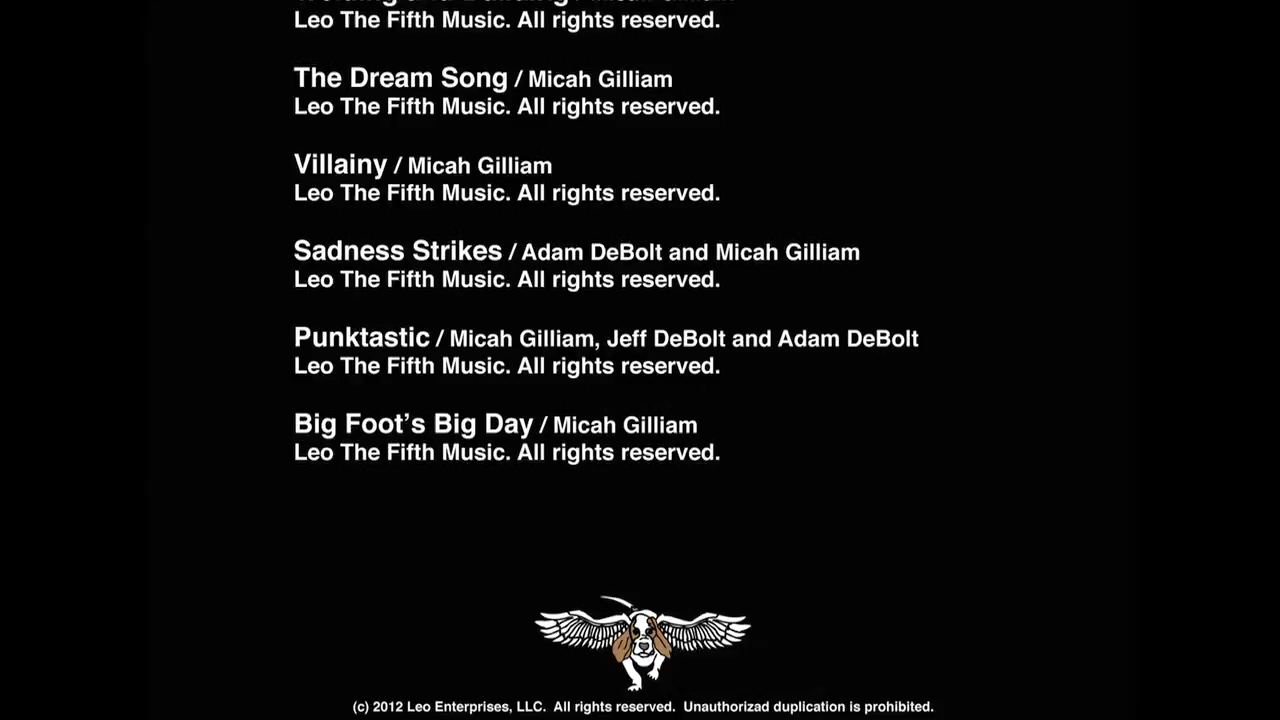 Leo The Fifth Music. All rights reserved.
The Dream Song / Micah Gilliam
Leo The Fifth Music. All rights reserved.
Villainy / Micah Gilliam
Leo The Fifth Music. All rights reserved.
Sadness Strikes / Adam DeBolt and Micah Gilliam
Leo The Fifth Music. All rights reserved.
Punktastic / Micah Gilliam, Jeff DeBolt and Adam DeBolt
Leo The Fifth Music. All rights reserved.
Big Foot’s Big Day / Micah Gilliam
Leo The Fifth Music. All rights reserved.
(c) 2012 Leo Enterprises, LLC. All rights reserved. Unauthorizad duplication is prohibited.